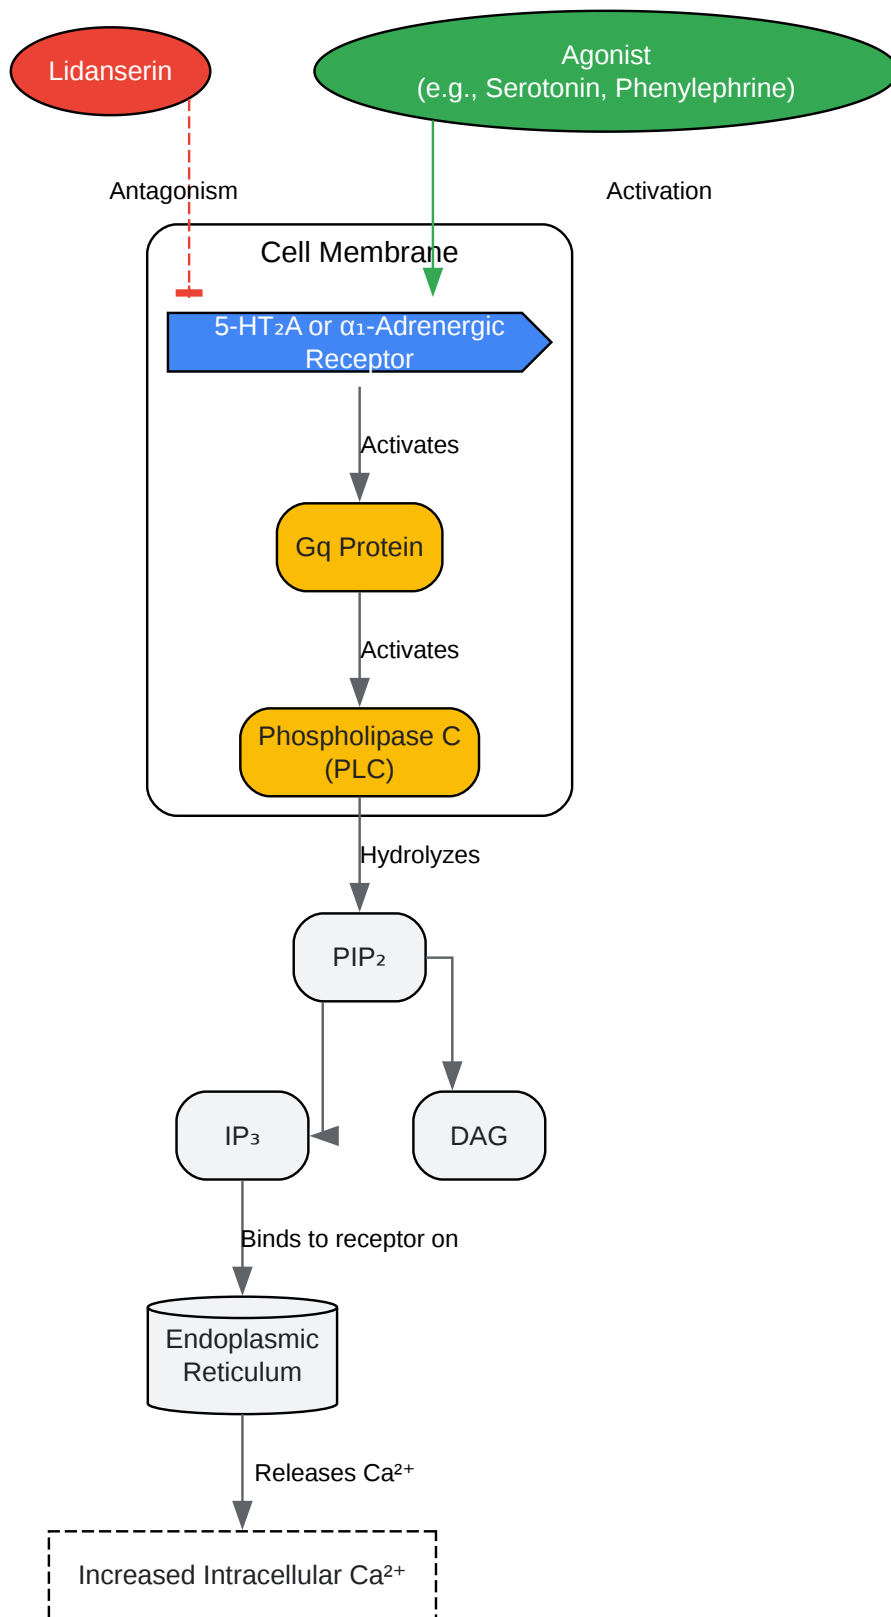 Lidanserin
Agonist
(e.g., Serotonin, Phenylephrine)
Antagonism
Activation
Cell Membrane
5-HT₂A or α₁-Adrenergic
Receptor
Activates
Gq Protein
Activates
Phospholipase C
(PLC)
Hydrolyzes
PIP₂
IP₃
DAG
Binds to receptor on
Endoplasmic
Reticulum
Releases Ca²⁺
Increased Intracellular Ca²⁺